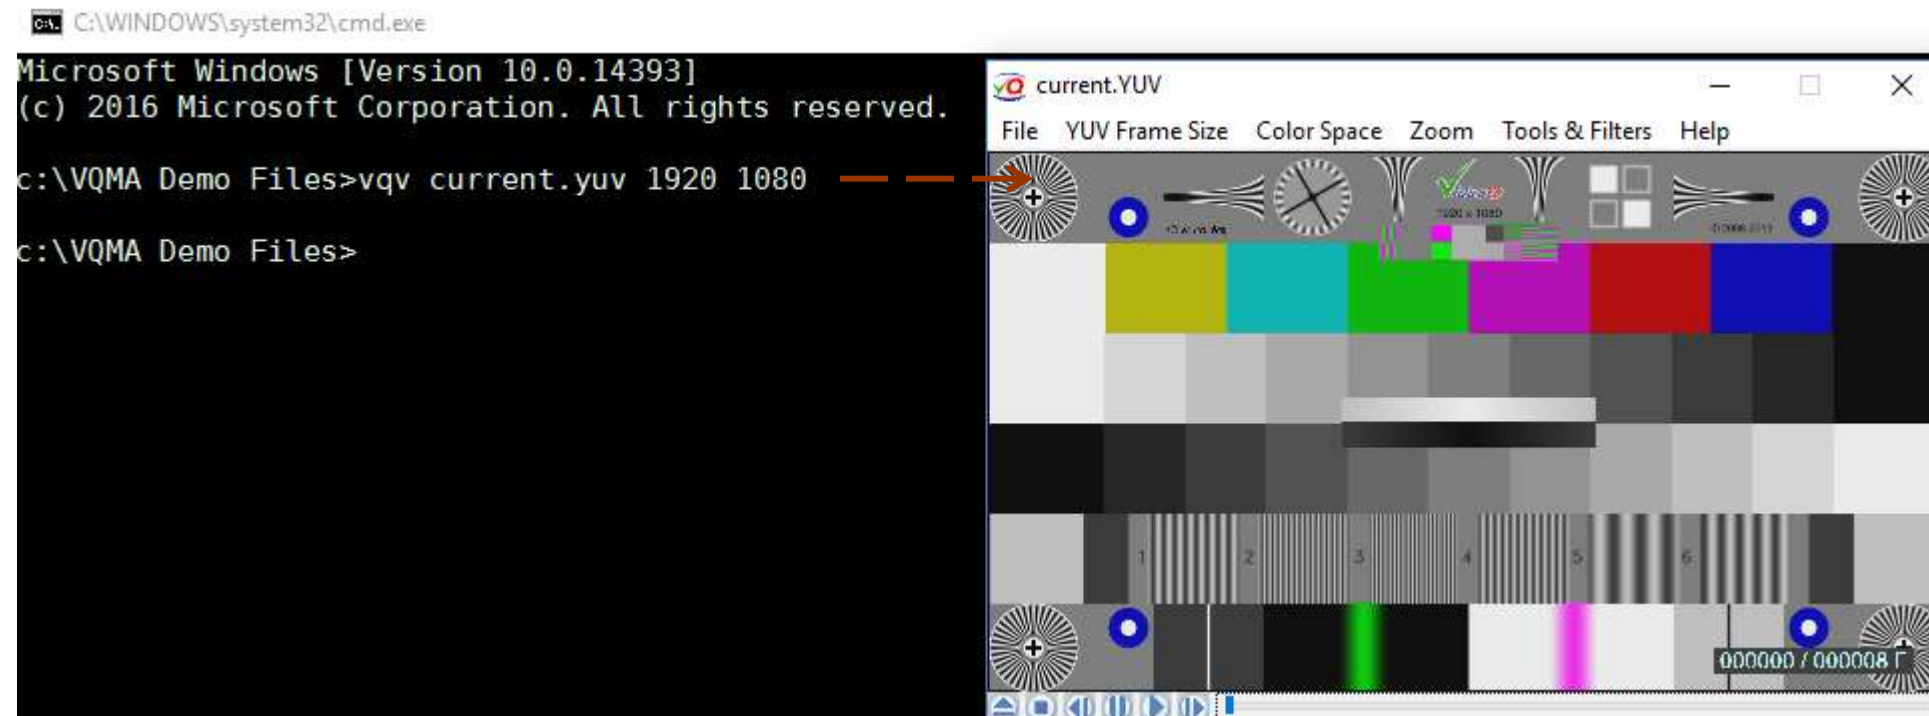 C:\WINDOWS\system32\cmd.exe
Microsoft Windows [Version 10.0.14393]
(c) 2016 Microsoft Corporation. All rights reserved.
c:\VQMA Demo Files>vqv current.yuv 1920 1080
c:\VQMA Demo Files>
current.YUV
File YUV Frame Size Color Space Zoom Tools & Filters Help
1920 x 1080
1 2 3 4 5 6
000000 / 000008 F